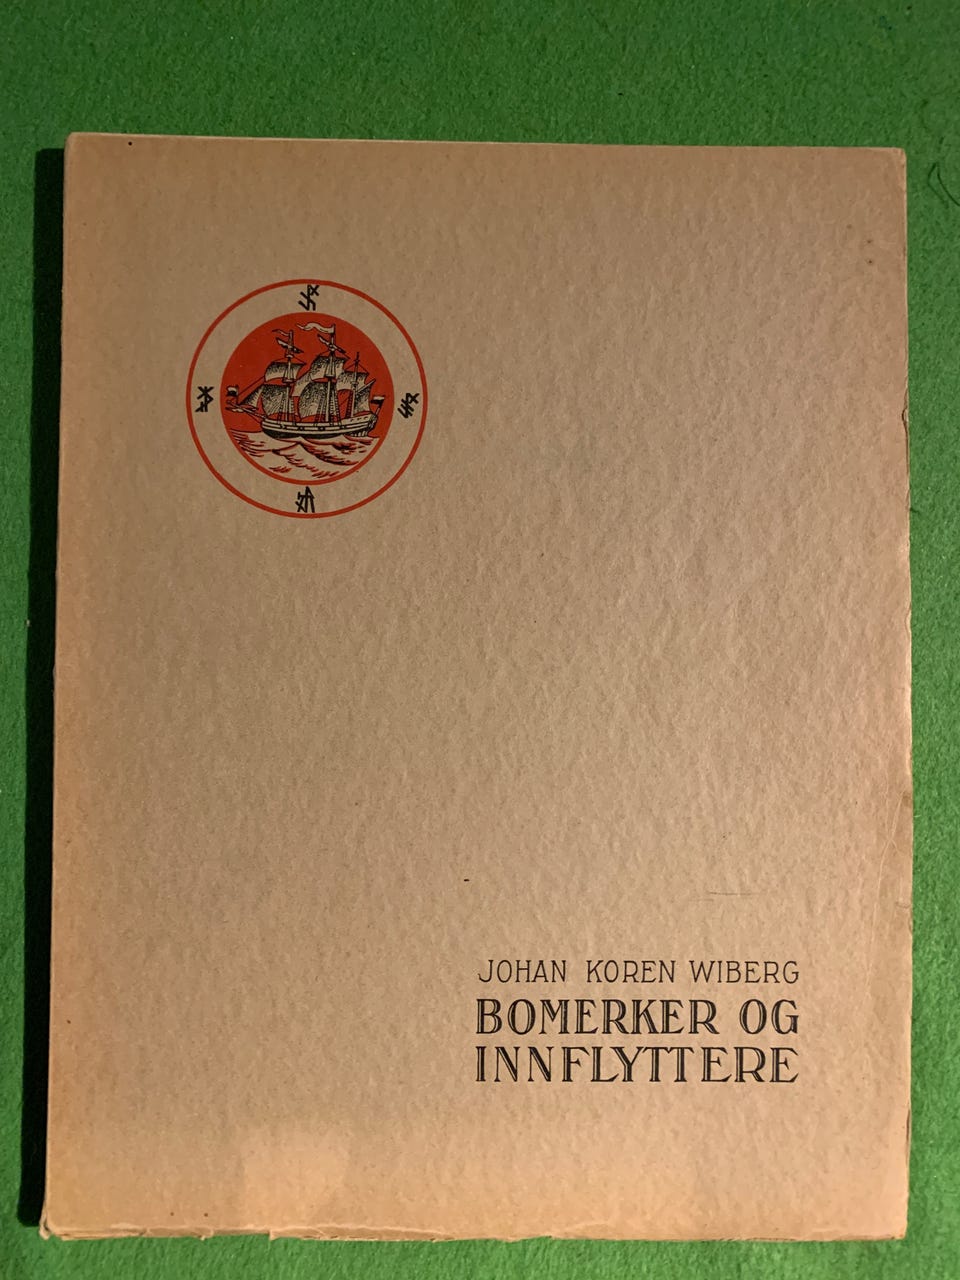 JOHAN KOREN WIBERG
BOMERKER OG
INNFLYTTERE